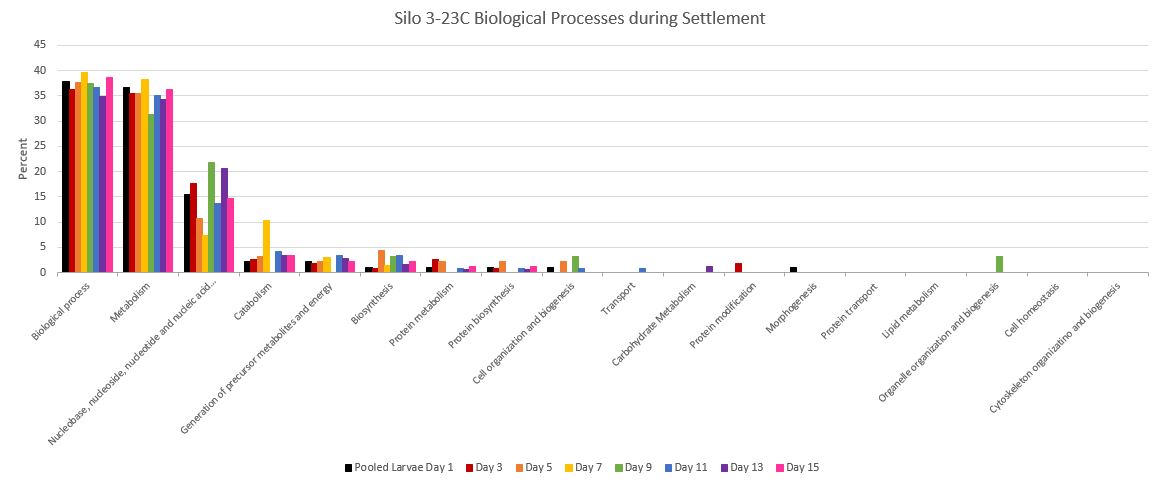 Silo 3-23C Biological Processes during Settlement
45
40
35
30
25
20
15
10
5
0
Percent
Biological process
Metabolism
Nucleobase, nucleoside, nucleotide and nucleic acid...
Catabolism
Generation of precursor metabolites and energy
Biosynthesis
Protein metabolism
Protein biosynthesis
Cell organization and biogenesis
Transport
Carbohydrate Metabolism
Protein modification
Morphogenesis
Protein transport
Lipid metabolism
Organelle organization and biogenesis
Cell homeostasis
Cytoskeleton organizatino and biogenesis
Pooled Larvae Day 1 Day 3 Day 5 Day 7 Day 9 Day 11 Day 13 Day 15